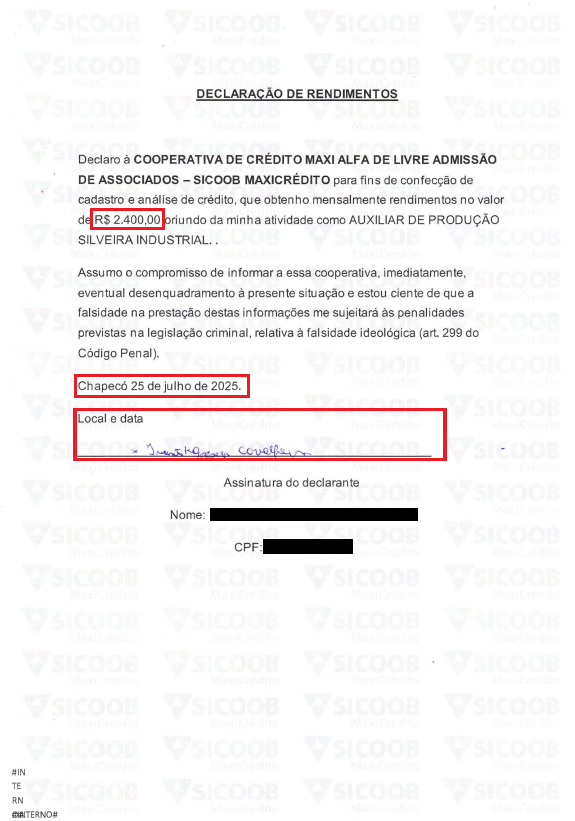 DECLARAÇÃO DE RENDIMENTOS
Declaro à COOPERATIVA DE CRÉDITO MAXI ALFA DE LIVRE ADMISSÃO
DE ASSOCIADOS – SICOOB MAXICRÉDITO para fins de confecção de
cadastro e análise de crédito, que obtenho mensalmente rendimentos no valor
de R$ 2.400,00 oriundo da minha atividade como AUXILIAR DE PRODUÇÃO
SILVEIRA INDUSTRIAL. .
Assumo o compromisso de informar a essa cooperativa, imediatamente,
eventual desenquadramento à presente situação e estou ciente de que a
falsidade na prestação destas informações me sujeitará às penalidades
previstas na legislação criminal, relativa à falsidade ideológica (art. 299 do
Código Penal).
Chapecó 25 de julho de 2025.
Local e data
Assinatura do declarante
Nome:
CPF:
#IN
TE
RN